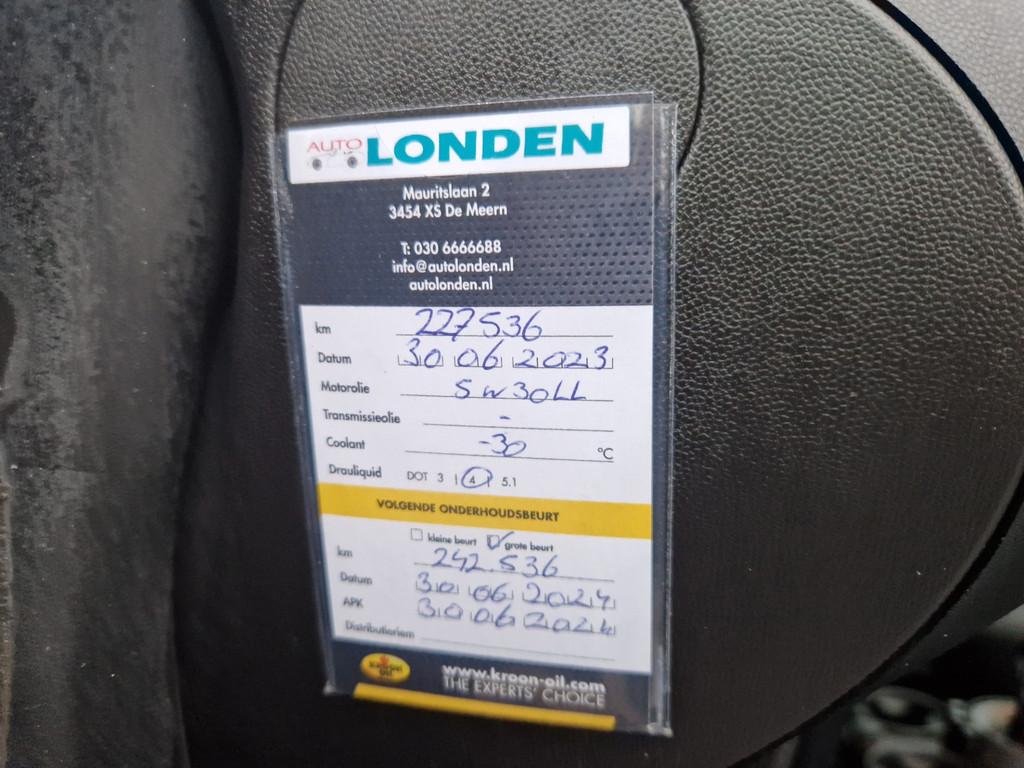 AUTO LONDEN
Mauritslaan 2
3454 XS De Meern
T: 030 6666688
info@autolonden.nl
autolonden.nl
km 227536
Datum 30 06 2023
Motorolie 5W30LL
Transmissieolie -
Coolant -30 °C
Drauliquid DOT 3 | 4 | 5.1
VOLGENDE ONDERHOUDSBEURT
kleine beurt grote beurt
km 242.536
Datum 30 06 2024
APK 30 06 2024
Distributieriem
Kroon Oil
www.kroon-oil.com
THE EXPERTS' CHOICE